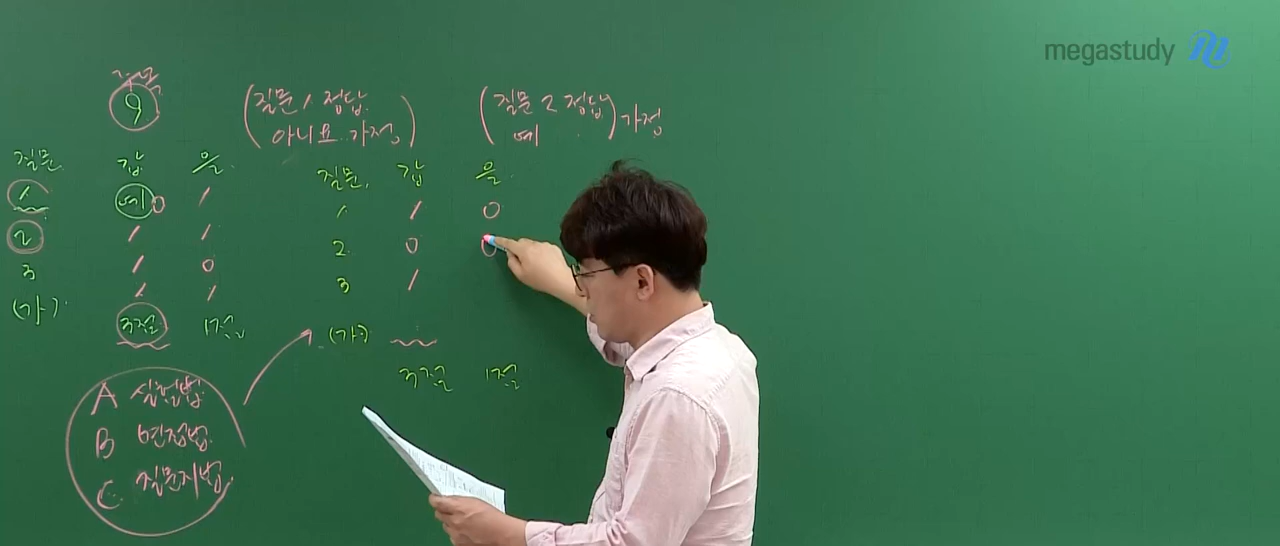 megastudy
9
(질문 1 정답
아니요 가정)
(질문 2 정답
예) 가정
질문 갑 을
1 예 0 1
2 1 1
3 1 0
(가) 1 1
3점 1점
질문 갑 을
1 1 0
2 0 0
3 1
(가)
3점 1점
A 실험법
B 면접법
C 질문지법